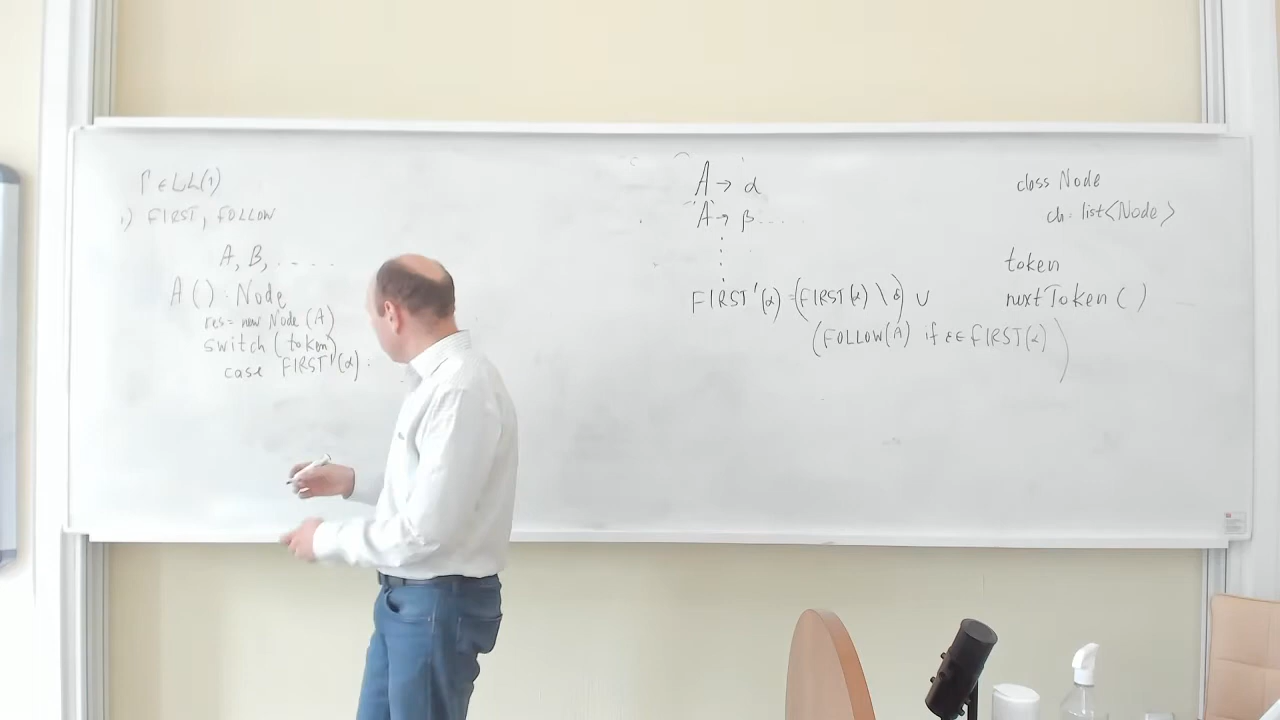 Γ ∈ LL(1)
1) FIRST, FOLLOW
A, B, .....
A() : Node
res = new Node(A)
switch (token)
case FIRST'(α) :
A → α
A → β ....
FIRST'(α) = (FIRST(α) \ ε) ∪
(FOLLOW(A) if ε ∈ FIRST(α))
class Node
ch: list<Node>
token
nextToken()